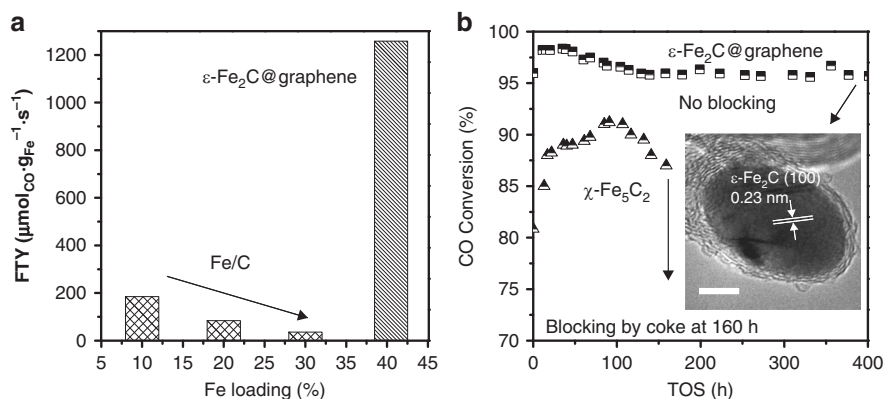 a
FTY (μmol_CO·g_Fe⁻¹·s⁻¹)
1200
1000
800
600
400
200
0
ε-Fe₂C@graphene
Fe/C
5 10 15 20 25 30 35 40 45
Fe loading (%)
b
CO Conversion (%)
100
95
90
85
80
75
70
ε-Fe₂C@graphene
No blocking
χ-Fe₅C₂
ε-Fe₂C (100)
0.23 nm
Blocking by coke at 160 h
0 100 200 300 400
TOS (h)